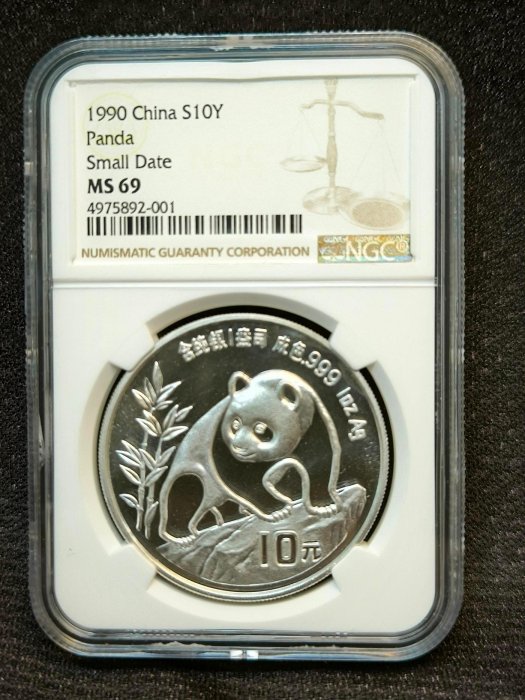 1990 China S10Y
Panda
Small Date
MS 69
4975892-001
NUMISMATIC GUARANTY CORPORATION
NGC®
含纯银1盎司 成色.999 1oz Ag
10元